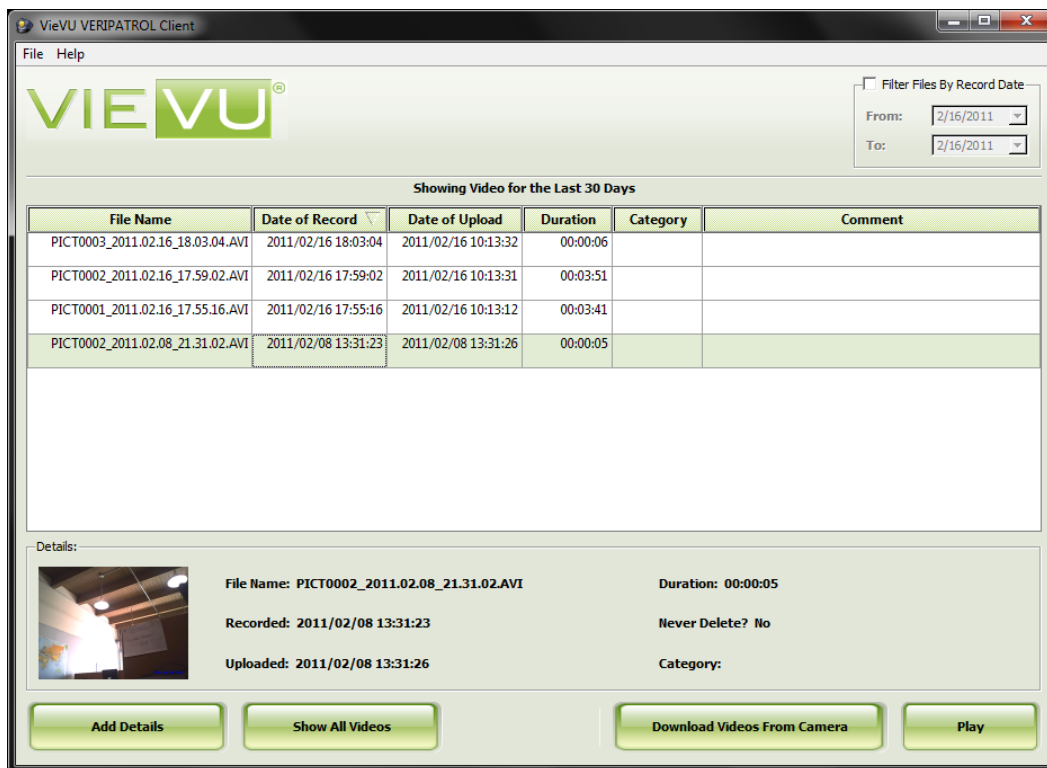 VieVU VERIPATROL Client
File Help
VIEVU®
Filter Files By Record Date
From: 2/16/2011
To: 2/16/2011
Showing Video for the Last 30 Days
File Name Date of Record Date of Upload Duration Category Comment
PICT0003_2011.02.16_18.03.04.AVI 2011/02/16 18:03:04 2011/02/16 10:13:32 00:00:06
PICT0002_2011.02.16_17.59.02.AVI 2011/02/16 17:59:02 2011/02/16 10:13:31 00:03:51
PICT0001_2011.02.16_17.55.16.AVI 2011/02/16 17:55:16 2011/02/16 10:13:12 00:03:41
PICT0002_2011.02.08_21.31.02.AVI 2011/02/08 13:31:23 2011/02/08 13:31:26 00:00:05
Details:
File Name: PICT0002_2011.02.08_21.31.02.AVI Duration: 00:00:05
Recorded: 2011/02/08 13:31:23 Never Delete? No
Uploaded: 2011/02/08 13:31:26 Category:
Add Details Show All Videos Download Videos From Camera Play